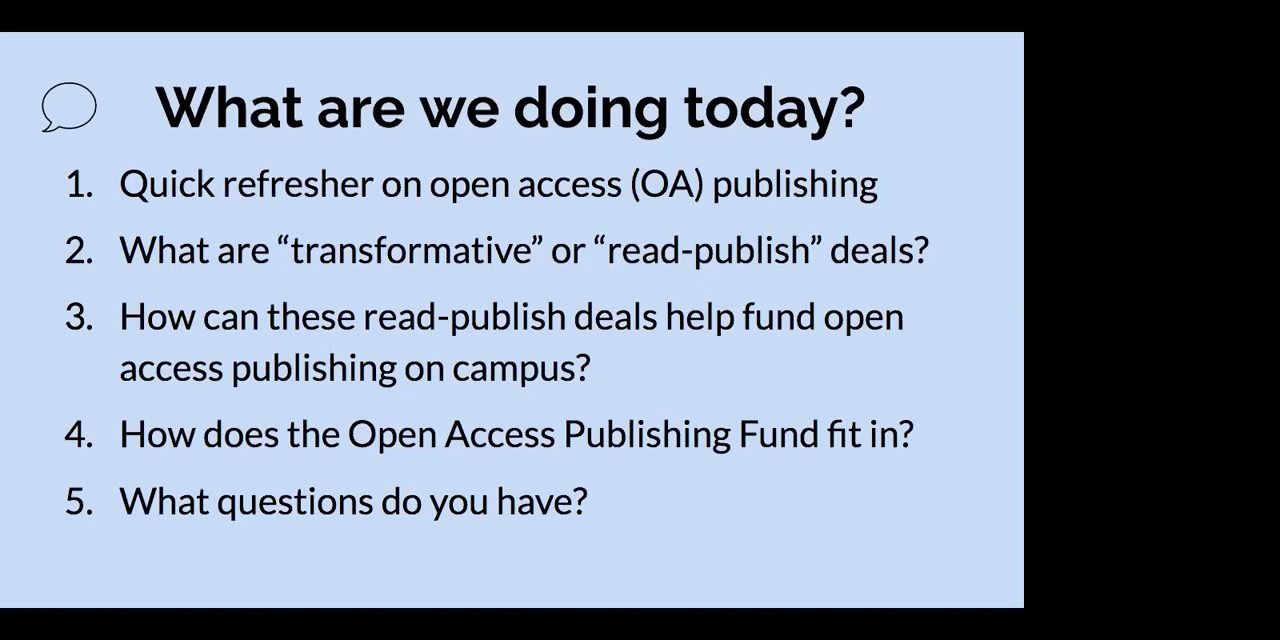 What are we doing today?
1. Quick refresher on open access (OA) publishing
2. What are “transformative” or “read-publish” deals?
3. How can these read-publish deals help fund open
access publishing on campus?
4. How does the Open Access Publishing Fund fit in?
5. What questions do you have?